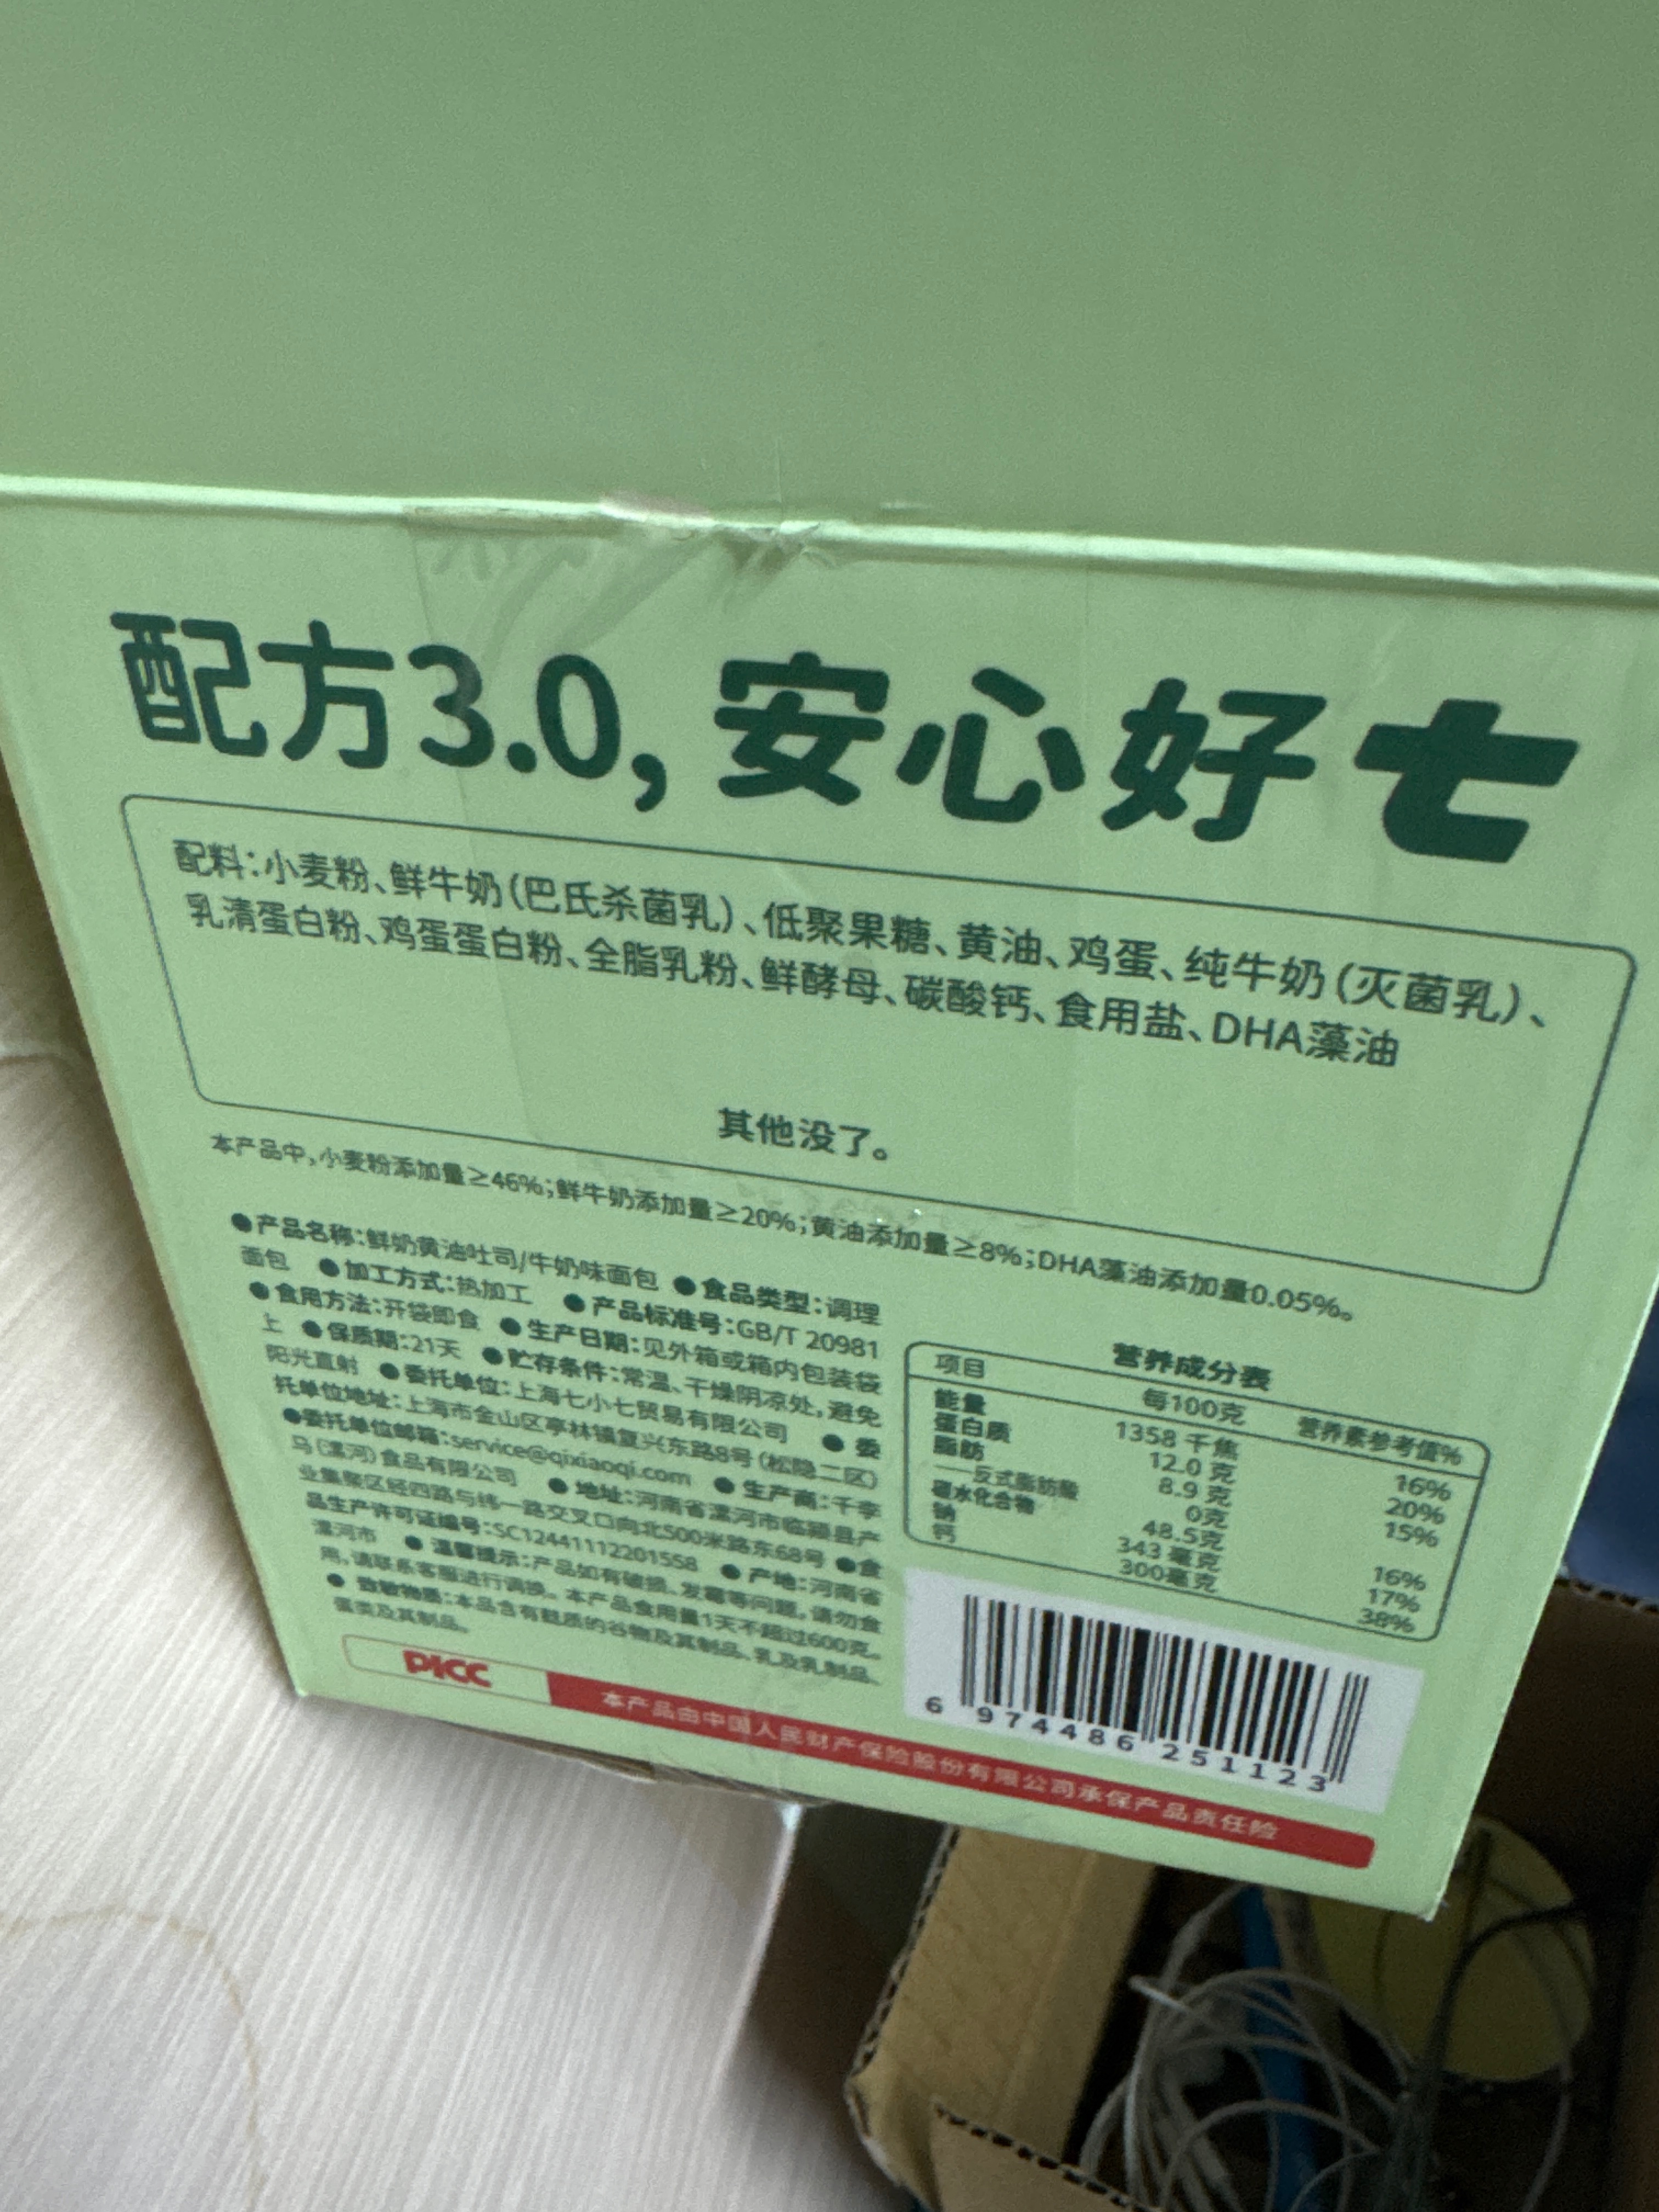 配方3.0,安心好七
配料:小麦粉、鲜牛奶(巴氏杀菌乳)、低聚果糖、黄油、鸡蛋、纯牛奶(灭菌乳)、
乳清蛋白粉、鸡蛋蛋白粉、全脂乳粉、鲜酵母、碳酸钙、食用盐、DHA藻油
其他没了。
本产品中,小麦粉添加量≥46%;鲜牛奶添加量≥20%;黄油添加量≥8%;DHA藻油添加量0.05%。
●产品名称:鲜奶黄油吐司/牛奶味面包 ●食品类型:调理
面包 ●加工方式:热加工 ●产品标准号:GB/T 20981
●食用方法:开袋即食 ●生产日期:见外箱或箱内包装袋
上 ●保质期:21天 ●贮存条件:常温、干燥阴凉处,避免
阳光直射 ●委托单位:上海七小七贸易有限公司 ●委
托单位地址:上海市金山区亭林镇复兴东路8号(松隐二区)
●委托单位邮箱:service@qixiaoqi.com ●生产商:千李
马(漯河)食品有限公司 ●地址:河南省漯河市临颍县产
业集聚区经四路与纬一路交叉口向北500米路东68号 ●食
品生产许可证编号:SC12441112201558 ●产地:河南省
漯河市 ●温馨提示:产品如有破损、发霉等问题,请勿食
用,请联系客服进行调换。本产品食用量1天不超过600克。
●致敏物质:本品含有麸质的谷物及其制品、乳及乳制品、
蛋类及其制品。
营养成分表
项目 每100克 营养素参考值%
能量 1358 千焦 16%
蛋白质 12.0 克 20%
脂肪 8.9 克 15%
——反式脂肪酸 0克
碳水化合物 48.5克 16%
钠 343 毫克 17%
钙 300毫克 38%
6 974486 251123
PICC
本产品由中国人民财产保险股份有限公司承保产品责任险